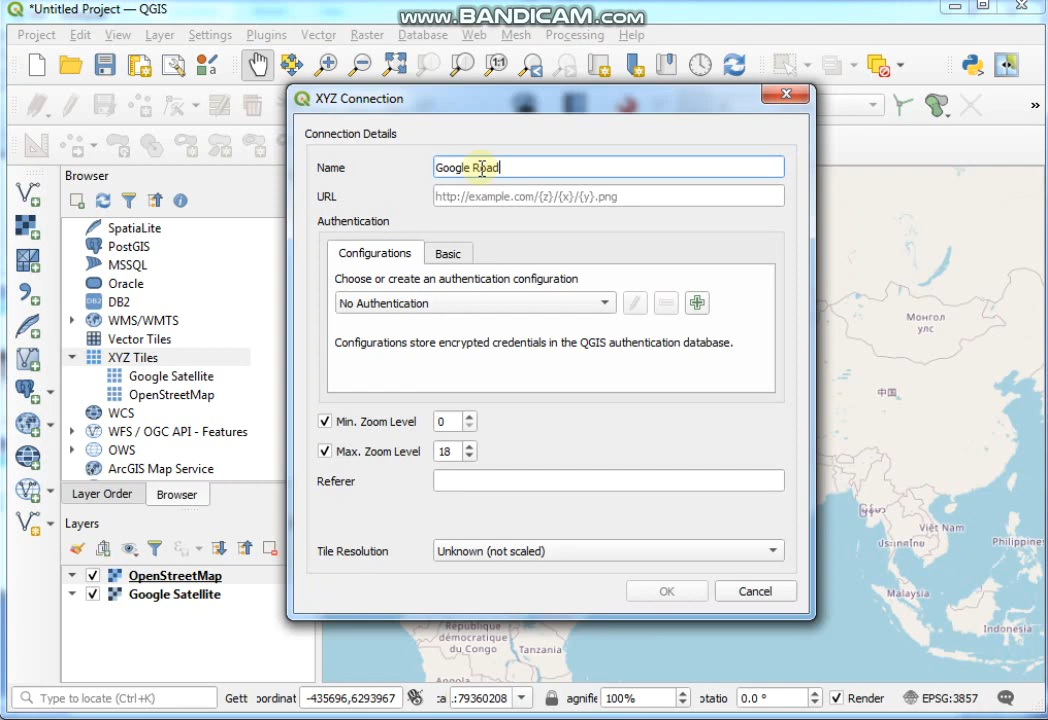 *Untitled Project — QGIS
www.BANDICAM.com
Project Edit View Layer Settings Plugins Vector Raster Database Web Mesh Processing Help
XYZ Connection
Connection Details
Name Google Road
URL http://example.com/{z}/{x}/{y}.png
Authentication
Configurations Basic
Choose or create an authentication configuration
No Authentication
Configurations store encrypted credentials in the QGIS authentication database.
Min. Zoom Level 0
Max. Zoom Level 18
Referer
Tile Resolution Unknown (not scaled)
OK Cancel
Browser
SpatiaLite
PostGIS
MSSQL
Oracle
DB2
WMS/WMTS
Vector Tiles
XYZ Tiles
Google Satellite
OpenStreetMap
WCS
WFS / OGC API - Features
OWS
ArcGIS Map Service
Layer Order Browser
Layers
OpenStreetMap
Google Satellite
Монгол
улс
中国
Việt Nam
Philippines
Malaysia
Indonesia
République
démocratique
du Congo
Tanzania
Angola
Type to locate (Ctrl+K) Gett oordinat -435696,6293967 :79360208 agnifie 100% otatio 0.0 ° Render EPSG:3857